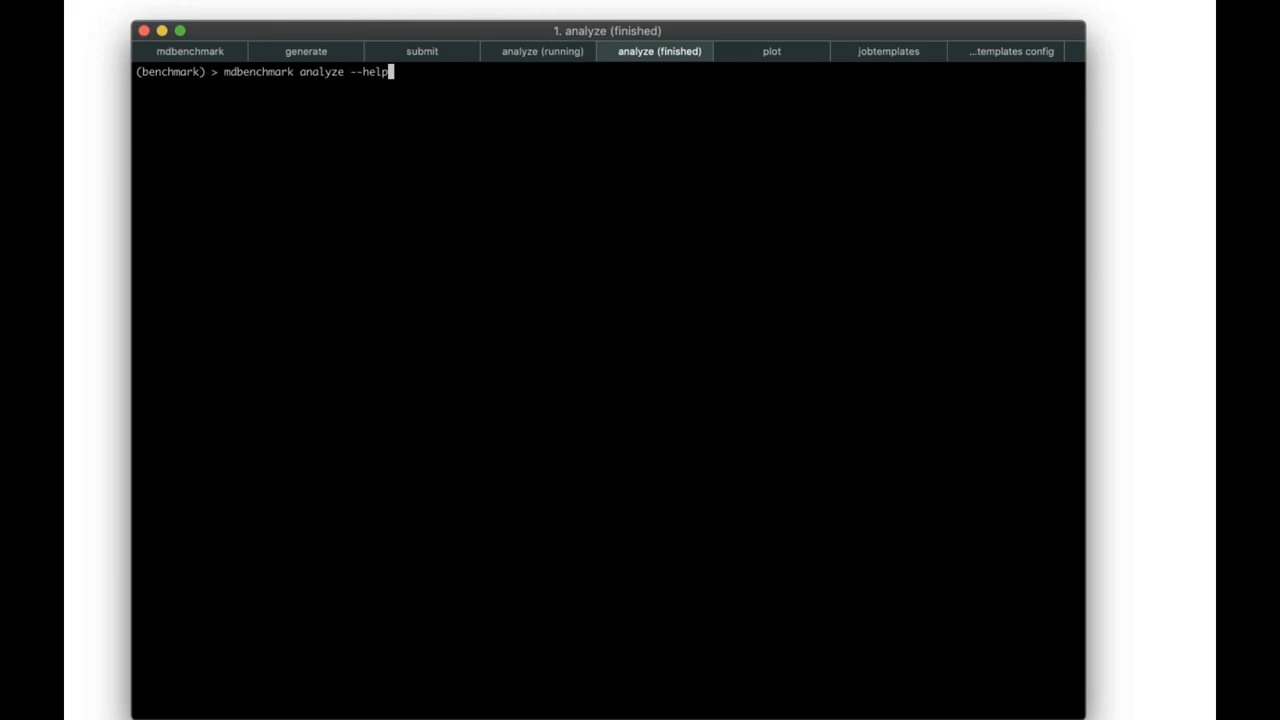 1. analyze (finished)
mdbenchmark generate submit analyze (running) analyze (finished) plot jobtemplates ...templates config
(benchmark) > mdbenchmark analyze --help